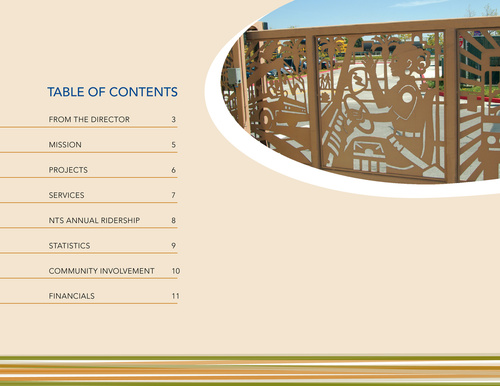 TABLE OF CONTENTS
FROM THE DIRECTOR 3
MISSION 5
PROJECTS 6
SERVICES 7
NTS ANNUAL RIDERSHIP 8
STATISTICS 9
COMMUNITY INVOLVEMENT 10
FINANCIALS 11